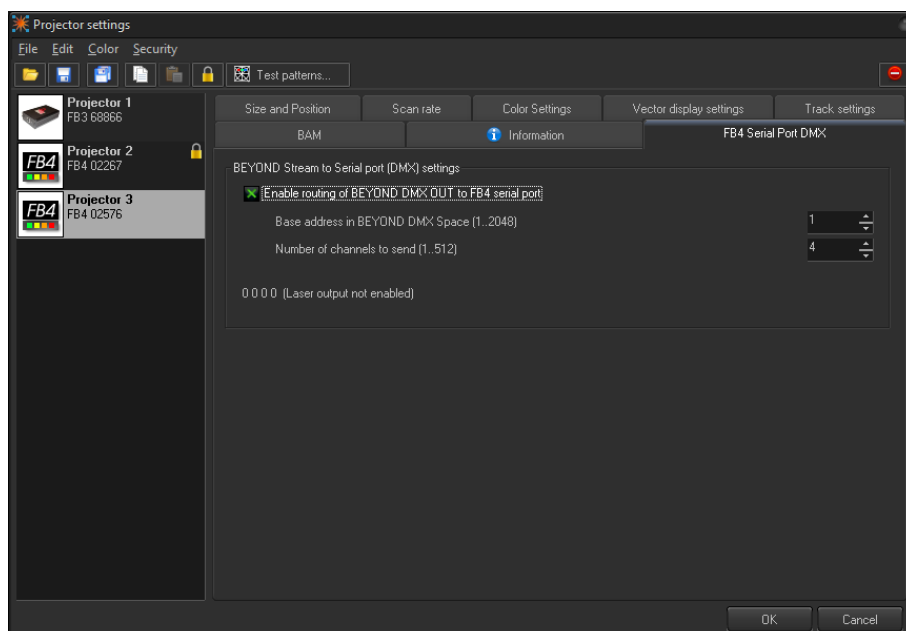 Projector settings
File Edit Color Security
Test patterns...
Projector 1
FB3 68866
FB4
Projector 2
FB4 02267
FB4
Projector 3
FB4 02576
Size and Position Scan rate Color Settings Vector display settings Track settings
BAM Information FB4 Serial Port DMX
BEYOND Stream to Serial port (DMX) settings
Enable routing of BEYOND DMX OUT to FB4 serial port
Base address in BEYOND DMX Space (1..2048) 1
Number of channels to send (1..512) 4
0 0 0 0 (Laser output not enabled)
OK Cancel